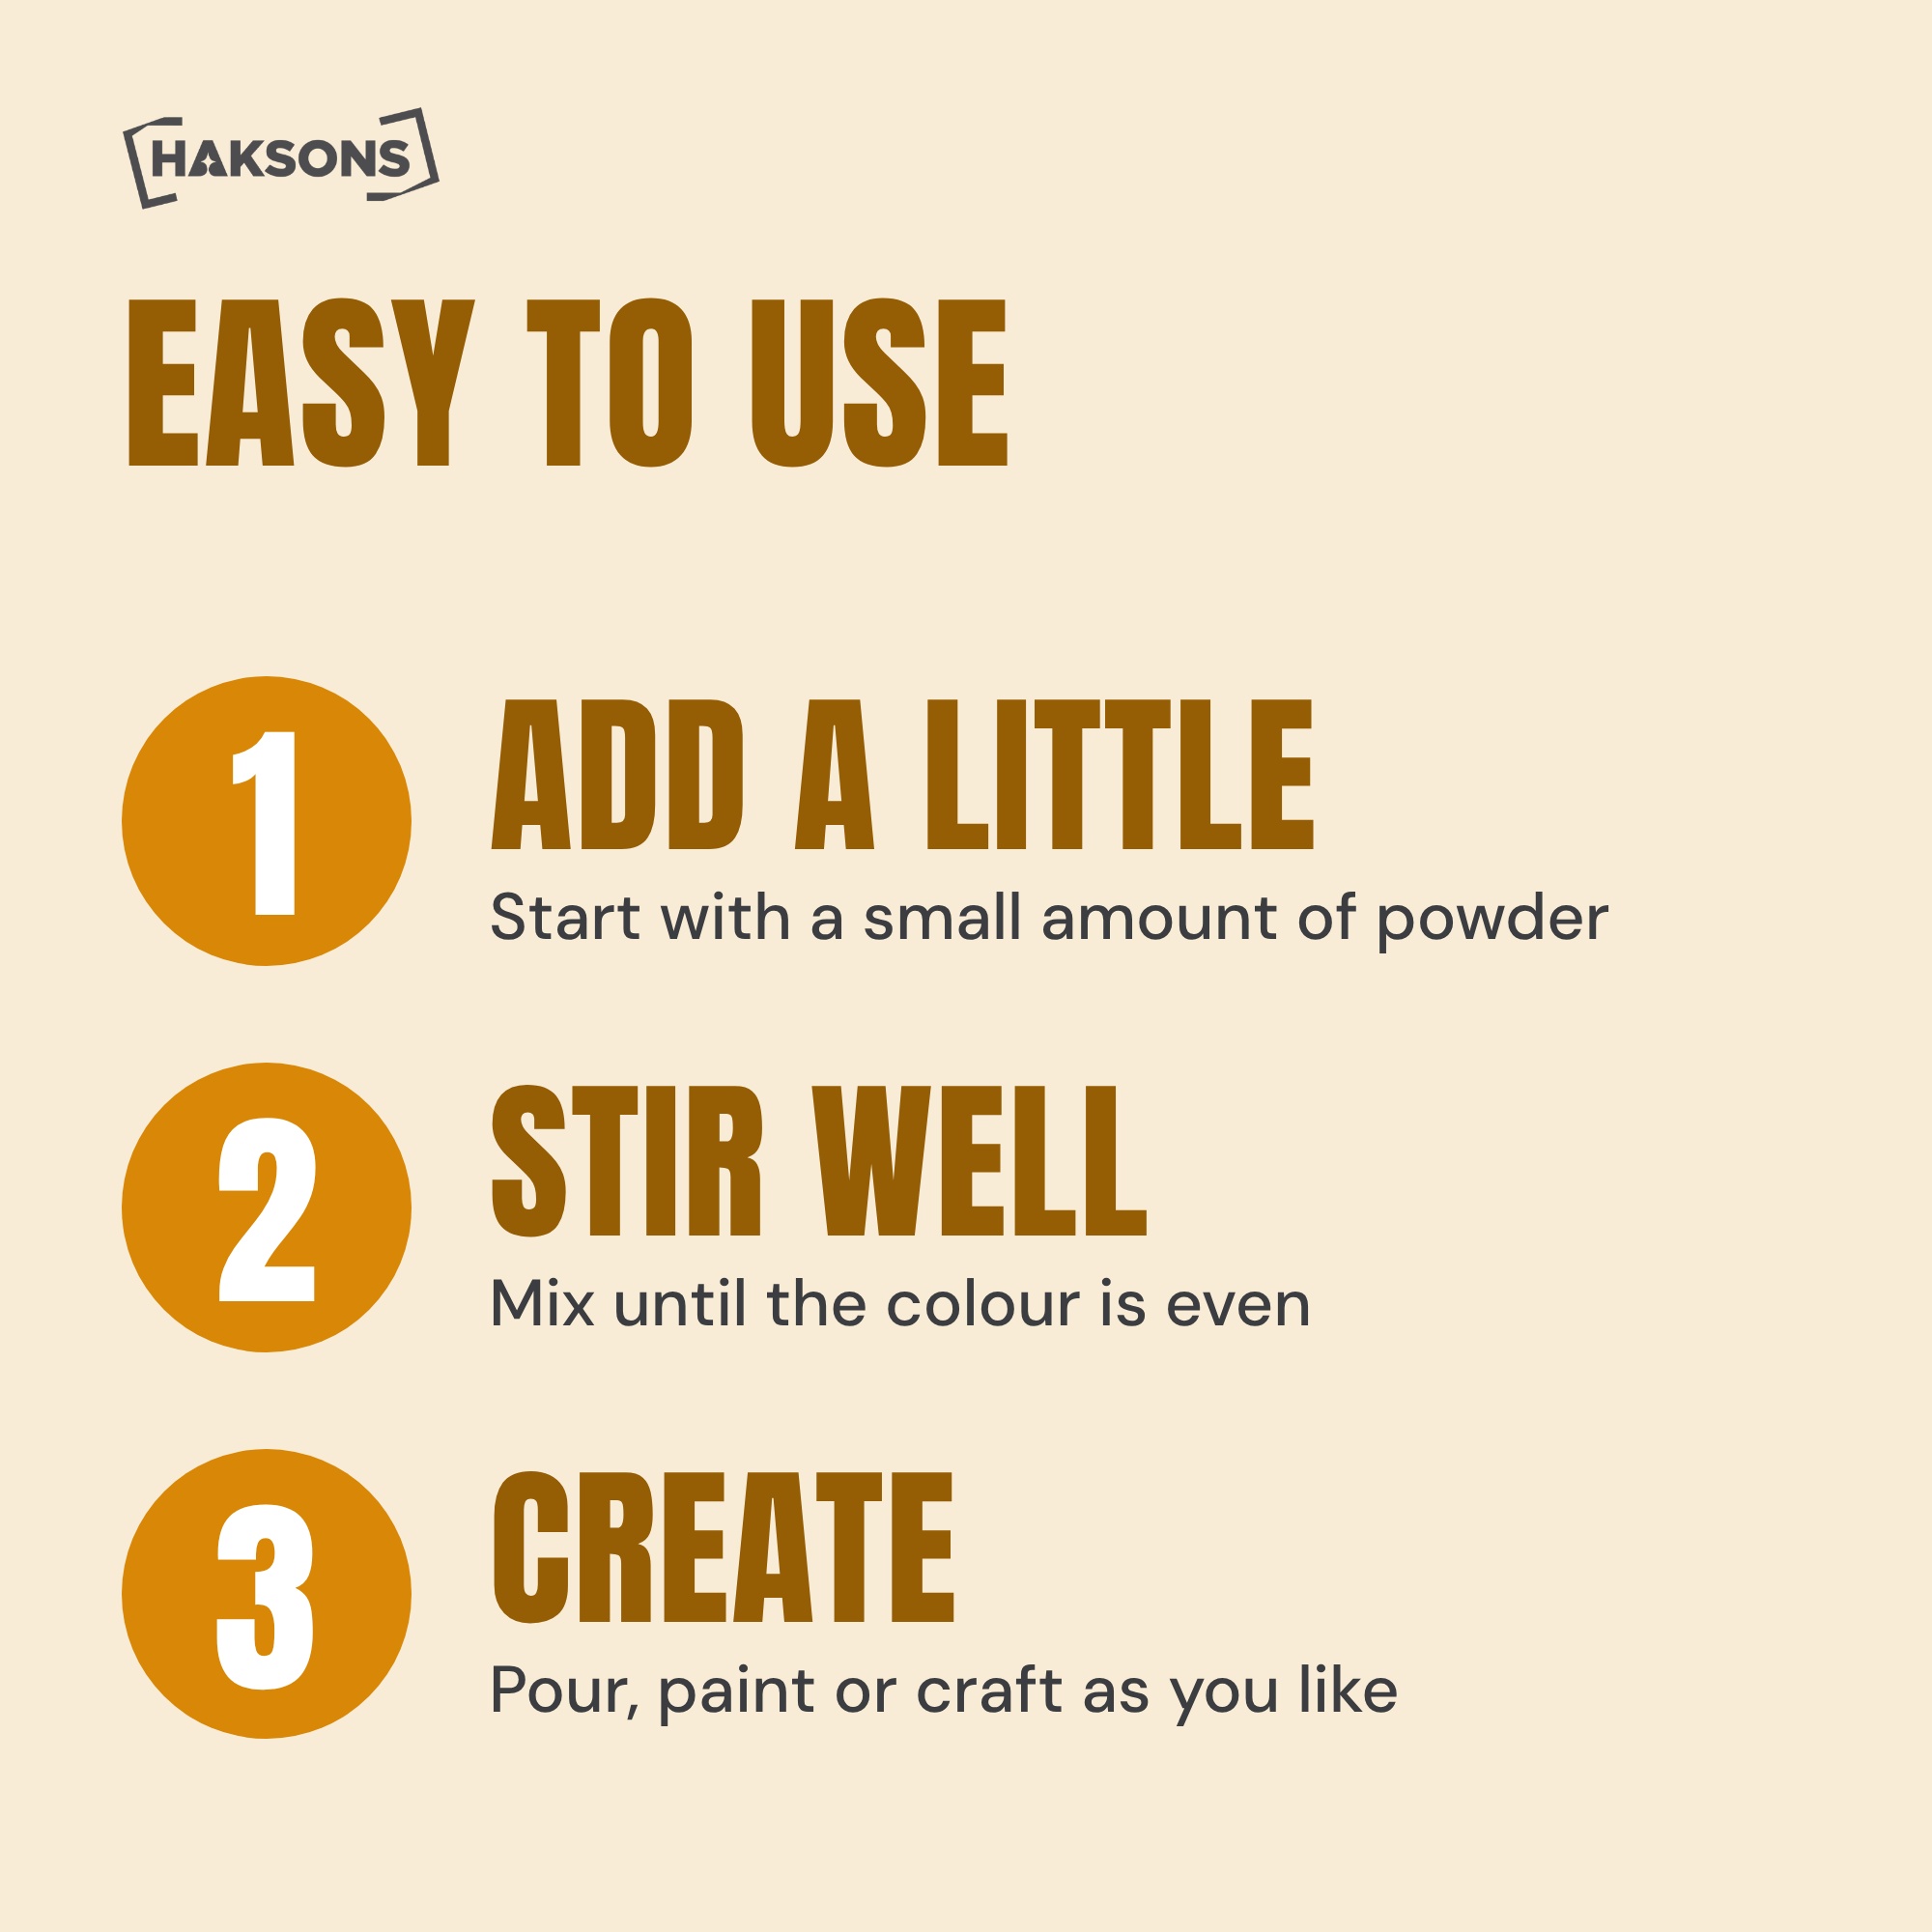 HAKSONS
EASY TO USE
1
ADD A LITTLE
Start with a small amount of powder
2
STIR WELL
Mix until the colour is even
3
CREATE
Pour, paint or craft as you like